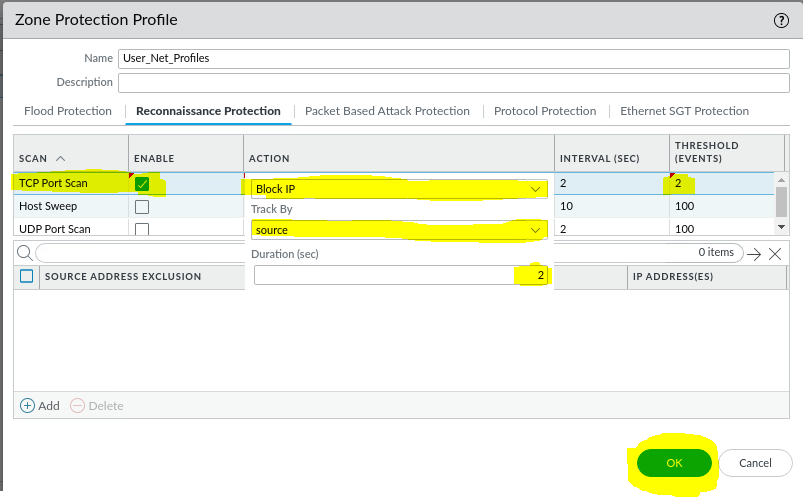 Zone Protection Profile
Name User_Net_Profiles
Description
Flood Protection Reconnaissance Protection Packet Based Attack Protection Protocol Protection Ethernet SGT Protection
SCAN ENABLE ACTION INTERVAL (SEC) THRESHOLD (EVENTS)
TCP Port Scan Block IP 2 2
Track By
Host Sweep 10 100
UDP Port Scan source 2 100
Duration (sec) 0 items
2
SOURCE ADDRESS EXCLUSION IP ADDRESS(ES)
Add Delete
OK Cancel